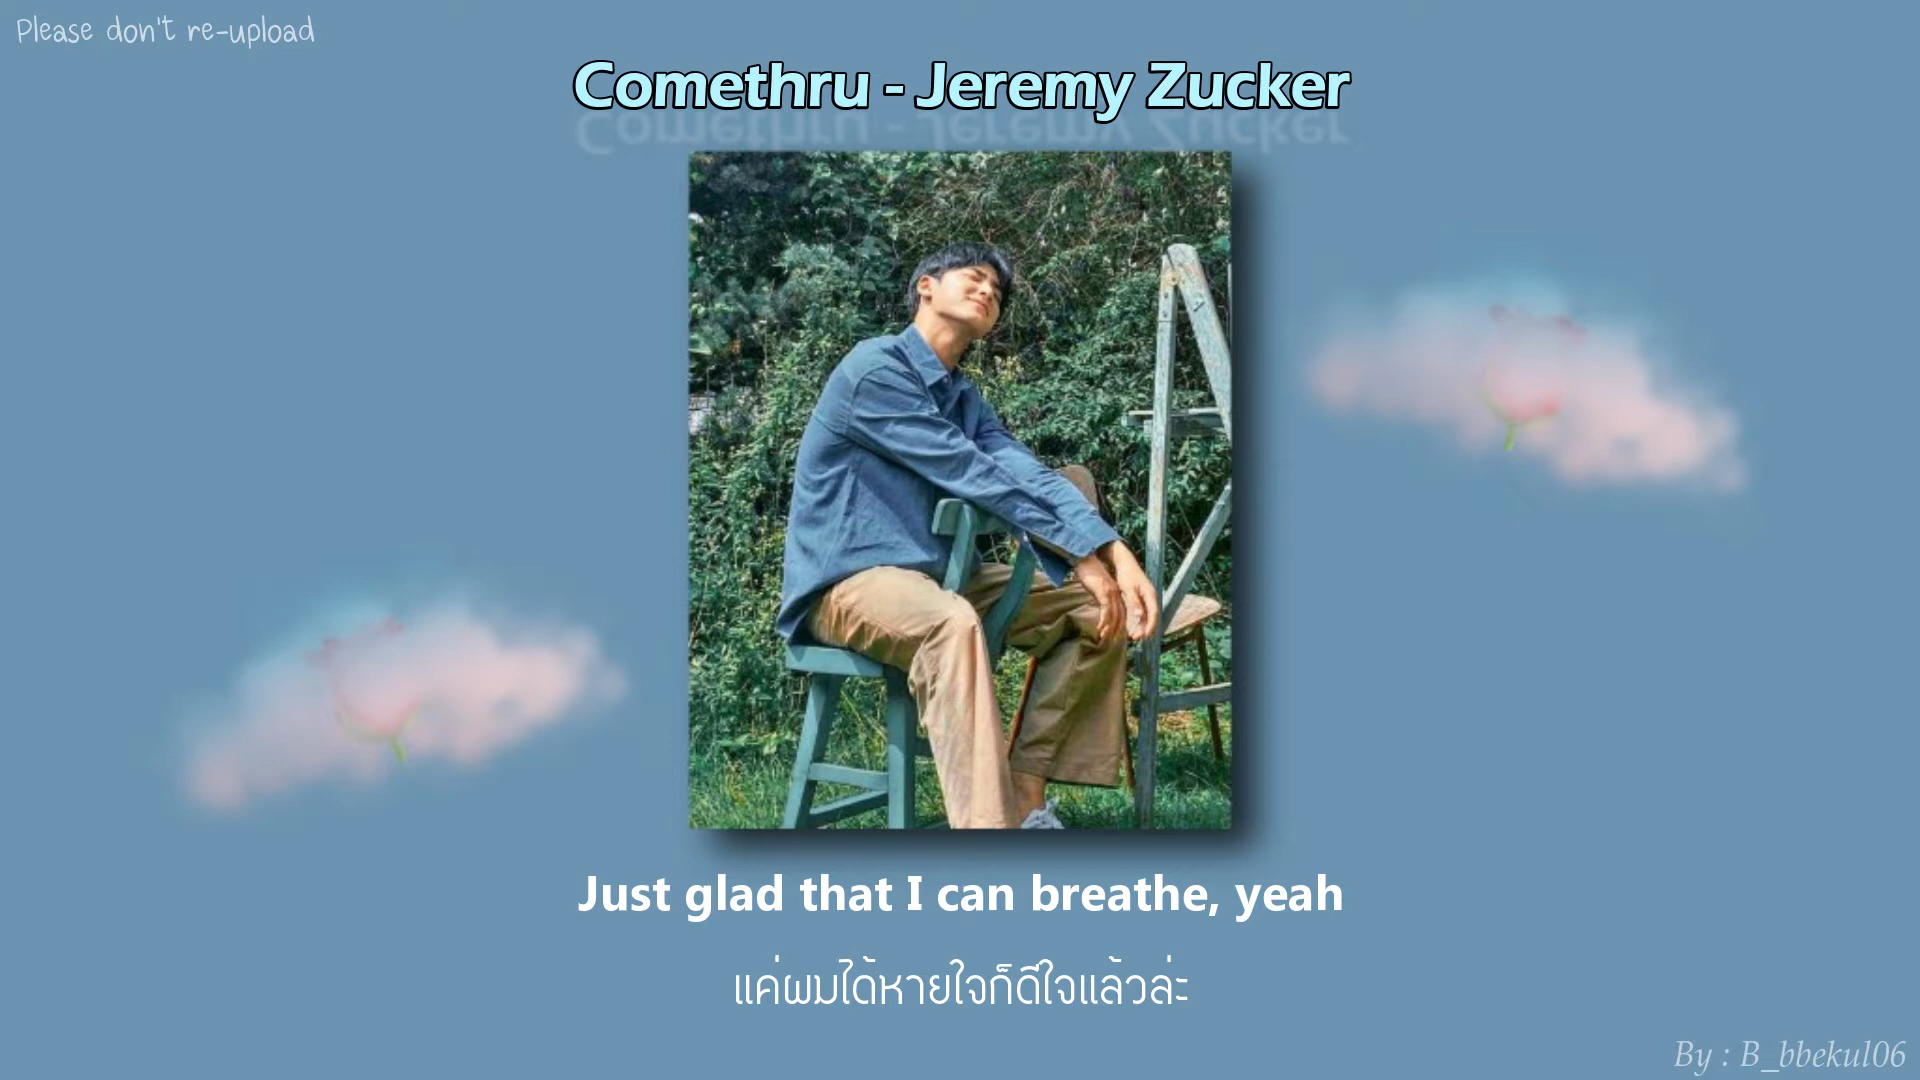 Please don't re-upload
Comethru - Jeremy Zucker
Just glad that I can breathe, yeah
แค่ผมได้หายใจก็ดีใจแล้วล่ะ
By : B_bbekul06